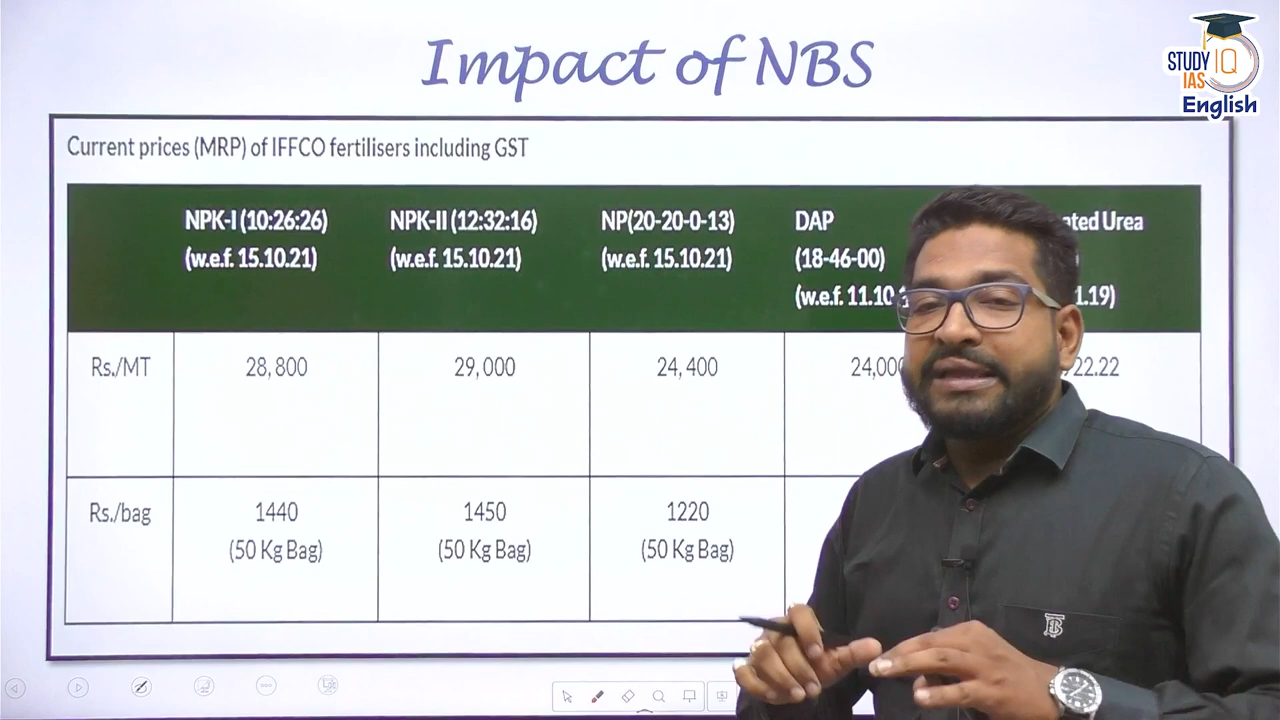 Impact of NBS
STUDY IQ
IAS
English
Current prices (MRP) of IFFCO fertilisers including GST
NPK-I (10:26:26)
(w.e.f. 15.10.21)
NPK-II (12:32:16)
(w.e.f. 15.10.21)
NP(20-20-0-13)
(w.e.f. 15.10.21)
DAP
(18-46-00)
(w.e.f. 11.10
Urea
Rs./MT
28,800
29,000
24,400
24,000
Rs./bag
1440
(50 Kg Bag)
1450
(50 Kg Bag)
1220
(50 Kg Bag)